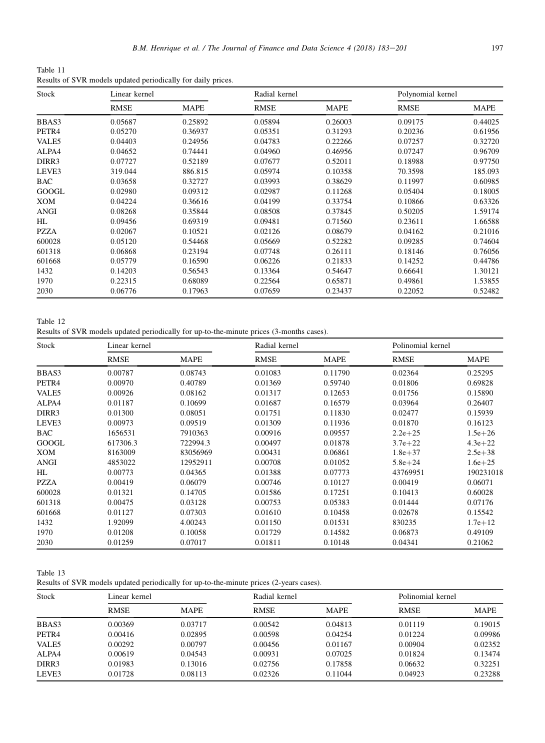 B.M. Henrique et al. / The Journal of Finance and Data Science 4 (2018) 183–201 197
Table 11
Results of SVR models updated periodically for daily prices.
Stock Linear kernel Radial kernel Polynomial kernel
RMSE MAPE RMSE MAPE RMSE MAPE
BBAS3 0.05687 0.25892 0.05894 0.26003 0.09175 0.44025
PETR4 0.05270 0.36937 0.05351 0.31293 0.20236 0.61956
VALE5 0.04403 0.24956 0.04783 0.22266 0.07257 0.32720
ALPA4 0.04652 0.74441 0.04960 0.46956 0.07247 0.96709
DIRR3 0.07727 0.52189 0.07677 0.52011 0.18988 0.97750
LEVE3 319.044 886.815 0.05974 0.10358 70.3598 185.093
BAC 0.03658 0.32727 0.03993 0.38629 0.11997 0.60985
GOOGL 0.02980 0.09312 0.02987 0.11268 0.05404 0.18005
XOM 0.04224 0.36616 0.04199 0.33754 0.10866 0.63326
ANGI 0.08268 0.35844 0.08508 0.37845 0.50205 1.59174
HL 0.09456 0.69319 0.09481 0.71560 0.23611 1.66588
PZZA 0.02067 0.10521 0.02126 0.08679 0.04162 0.21016
600028 0.05120 0.54468 0.05669 0.52282 0.09285 0.74604
601318 0.06868 0.23194 0.07748 0.26111 0.18146 0.76056
601668 0.05779 0.16590 0.06226 0.21833 0.14252 0.44786
1432 0.14203 0.56543 0.13364 0.54647 0.66641 1.30121
1970 0.22315 0.68089 0.22564 0.65871 0.49861 1.53855
2030 0.06776 0.17963 0.07659 0.23437 0.22052 0.52482
Table 12
Results of SVR models updated periodically for up-to-the-minute prices (3-months cases).
Stock Linear kernel Radial kernel Polinomial kernel
RMSE MAPE RMSE MAPE RMSE MAPE
BBAS3 0.00787 0.08743 0.01083 0.11790 0.02364 0.25295
PETR4 0.00970 0.40789 0.01369 0.59740 0.01806 0.69828
VALE5 0.00926 0.08162 0.01317 0.12653 0.01756 0.15890
ALPA4 0.01187 0.10699 0.01687 0.16579 0.03964 0.26407
DIRR3 0.01300 0.08051 0.01751 0.11830 0.02477 0.15939
LEVE3 0.00973 0.09519 0.01309 0.11936 0.01870 0.16123
BAC 1656531 7910363 0.00916 0.09557 2.2e+25 1.5e+26
GOOGL 617306.3 722994.3 0.00497 0.01878 3.7e+22 4.3e+22
XOM 8163009 83056969 0.00431 0.06861 1.8e+37 2.5e+38
ANGI 4853022 12952911 0.00708 0.01052 5.8e+24 1.6e+25
HL 0.00773 0.04365 0.01388 0.07773 43769951 190231018
PZZA 0.00419 0.06079 0.00746 0.10127 0.00419 0.06071
600028 0.01321 0.14705 0.01586 0.17251 0.10413 0.60028
601318 0.00475 0.03128 0.00753 0.05383 0.01444 0.07176
601668 0.01127 0.07303 0.01610 0.10458 0.02678 0.15542
1432 1.92099 4.00243 0.01150 0.01531 830235 1.7e+12
1970 0.01208 0.10058 0.01729 0.14582 0.06873 0.49109
2030 0.01259 0.07017 0.01811 0.10148 0.04341 0.21062
Table 13
Results of SVR models updated periodically for up-to-the-minute prices (2-years cases).
Stock Linear kernel Radial kernel Polinomial kernel
RMSE MAPE RMSE MAPE RMSE MAPE
BBAS3 0.00369 0.03717 0.00542 0.04813 0.01119 0.19015
PETR4 0.00416 0.02895 0.00598 0.04254 0.01224 0.09986
VALE5 0.00292 0.00797 0.00456 0.01167 0.00904 0.02352
ALPA4 0.00619 0.04543 0.00931 0.07025 0.01824 0.13474
DIRR3 0.01983 0.13016 0.02756 0.17858 0.06632 0.32251
LEVE3 0.01728 0.08113 0.02326 0.11044 0.04923 0.23288